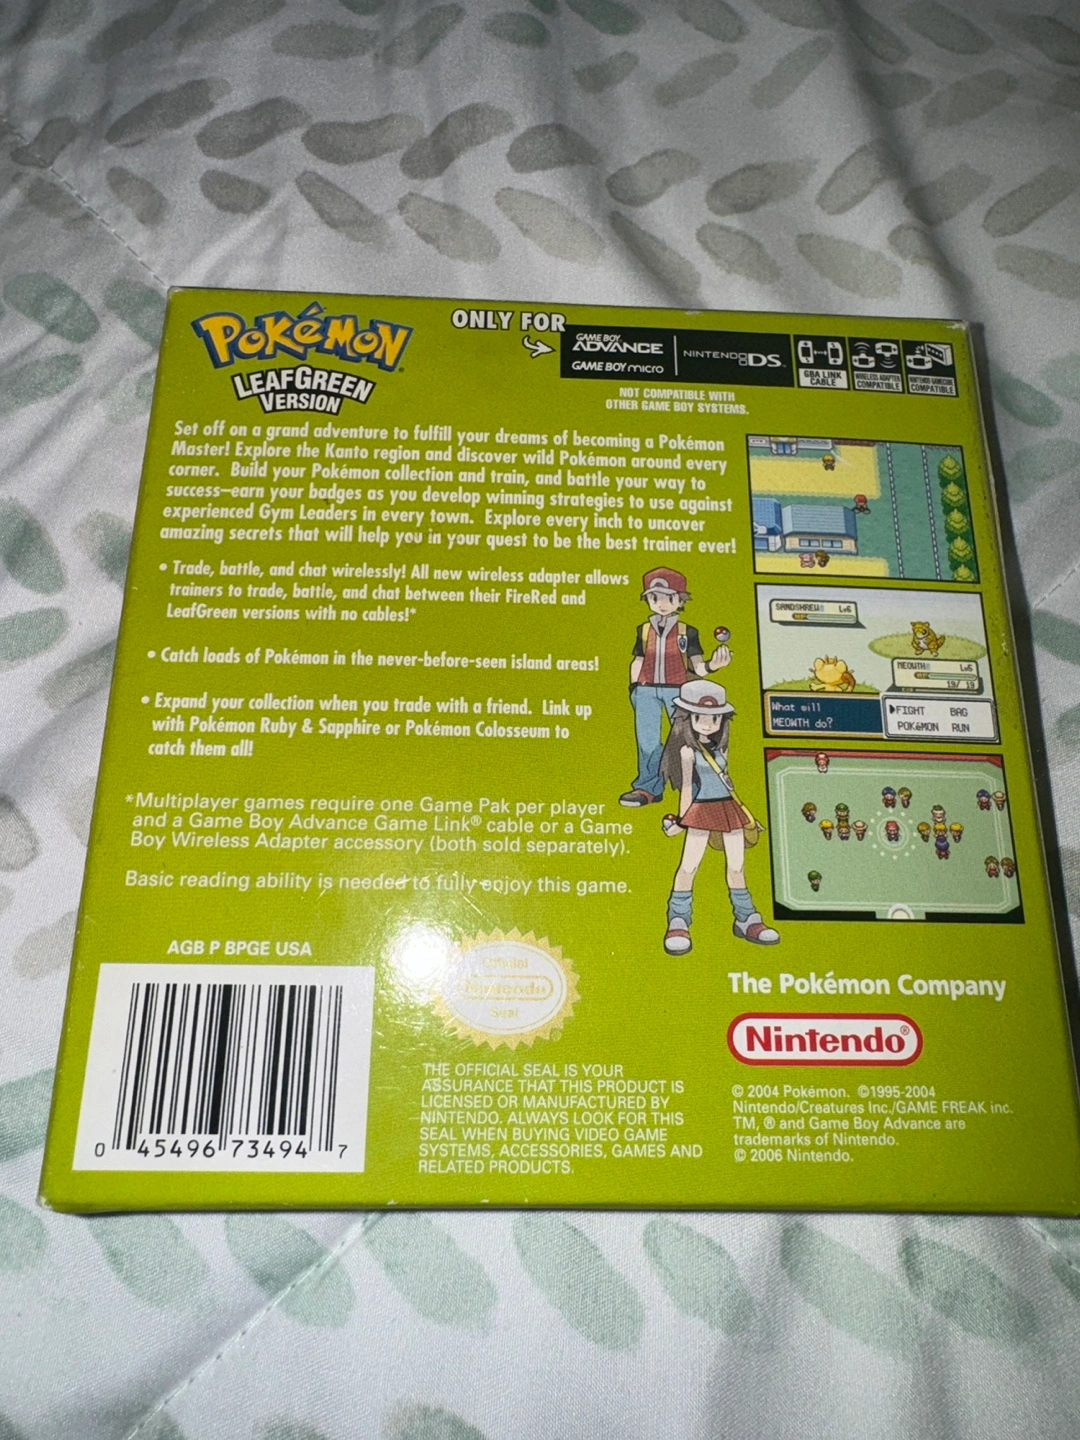 POKéMON
LEAFGREEN
VERSION
ONLY FOR
GAME BOY
ADVANCE
GAME BOY micro
NINTENDO DS
GBA LINK
CABLE
WIRELESS ADAPTER
COMPATIBLE
NINTENDO GAMECUBE
COMPATIBLE
NOT COMPATIBLE WITH
OTHER GAME BOY SYSTEMS.
Set off on a grand adventure to fulfill your dreams of becoming a Pokémon
Master! Explore the Kanto region and discover wild Pokémon around every
corner. Build your Pokémon collection and train, and battle your way to
success—earn your badges as you develop winning strategies to use against
experienced Gym Leaders in every town. Explore every inch to uncover
amazing secrets that will help you in your quest to be the best trainer ever!
• Trade, battle, and chat wirelessly! All new wireless adapter allows
trainers to trade, battle, and chat between their FireRed and
LeafGreen versions with no cables!*
• Catch loads of Pokémon in the never-before-seen island areas!
• Expand your collection when you trade with a friend. Link up
with Pokémon Ruby & Sapphire or Pokémon Colosseum to
catch them all!
SANDSHREW Lv6
HP
MEOWTH Lv6
HP
19/ 19
What will
MEOWTH do?
▶FIGHT BAG
POKéMON RUN
*Multiplayer games require one Game Pak per player
and a Game Boy Advance Game Link® cable or a Game
Boy Wireless Adapter accessory (both sold separately).
Basic reading ability is needed to fully enjoy this game.
AGB P BPGE USA
0 45496 73494 7
Official
Nintendo
Seal
THE OFFICIAL SEAL IS YOUR
ASSURANCE THAT THIS PRODUCT IS
LICENSED OR MANUFACTURED BY
NINTENDO. ALWAYS LOOK FOR THIS
SEAL WHEN BUYING VIDEO GAME
SYSTEMS, ACCESSORIES, GAMES AND
RELATED PRODUCTS.
The Pokémon Company
Nintendo®
© 2004 Pokémon. ©1995-2004
Nintendo/Creatures Inc./GAME FREAK inc.
TM, ® and Game Boy Advance are
trademarks of Nintendo.
© 2006 Nintendo.